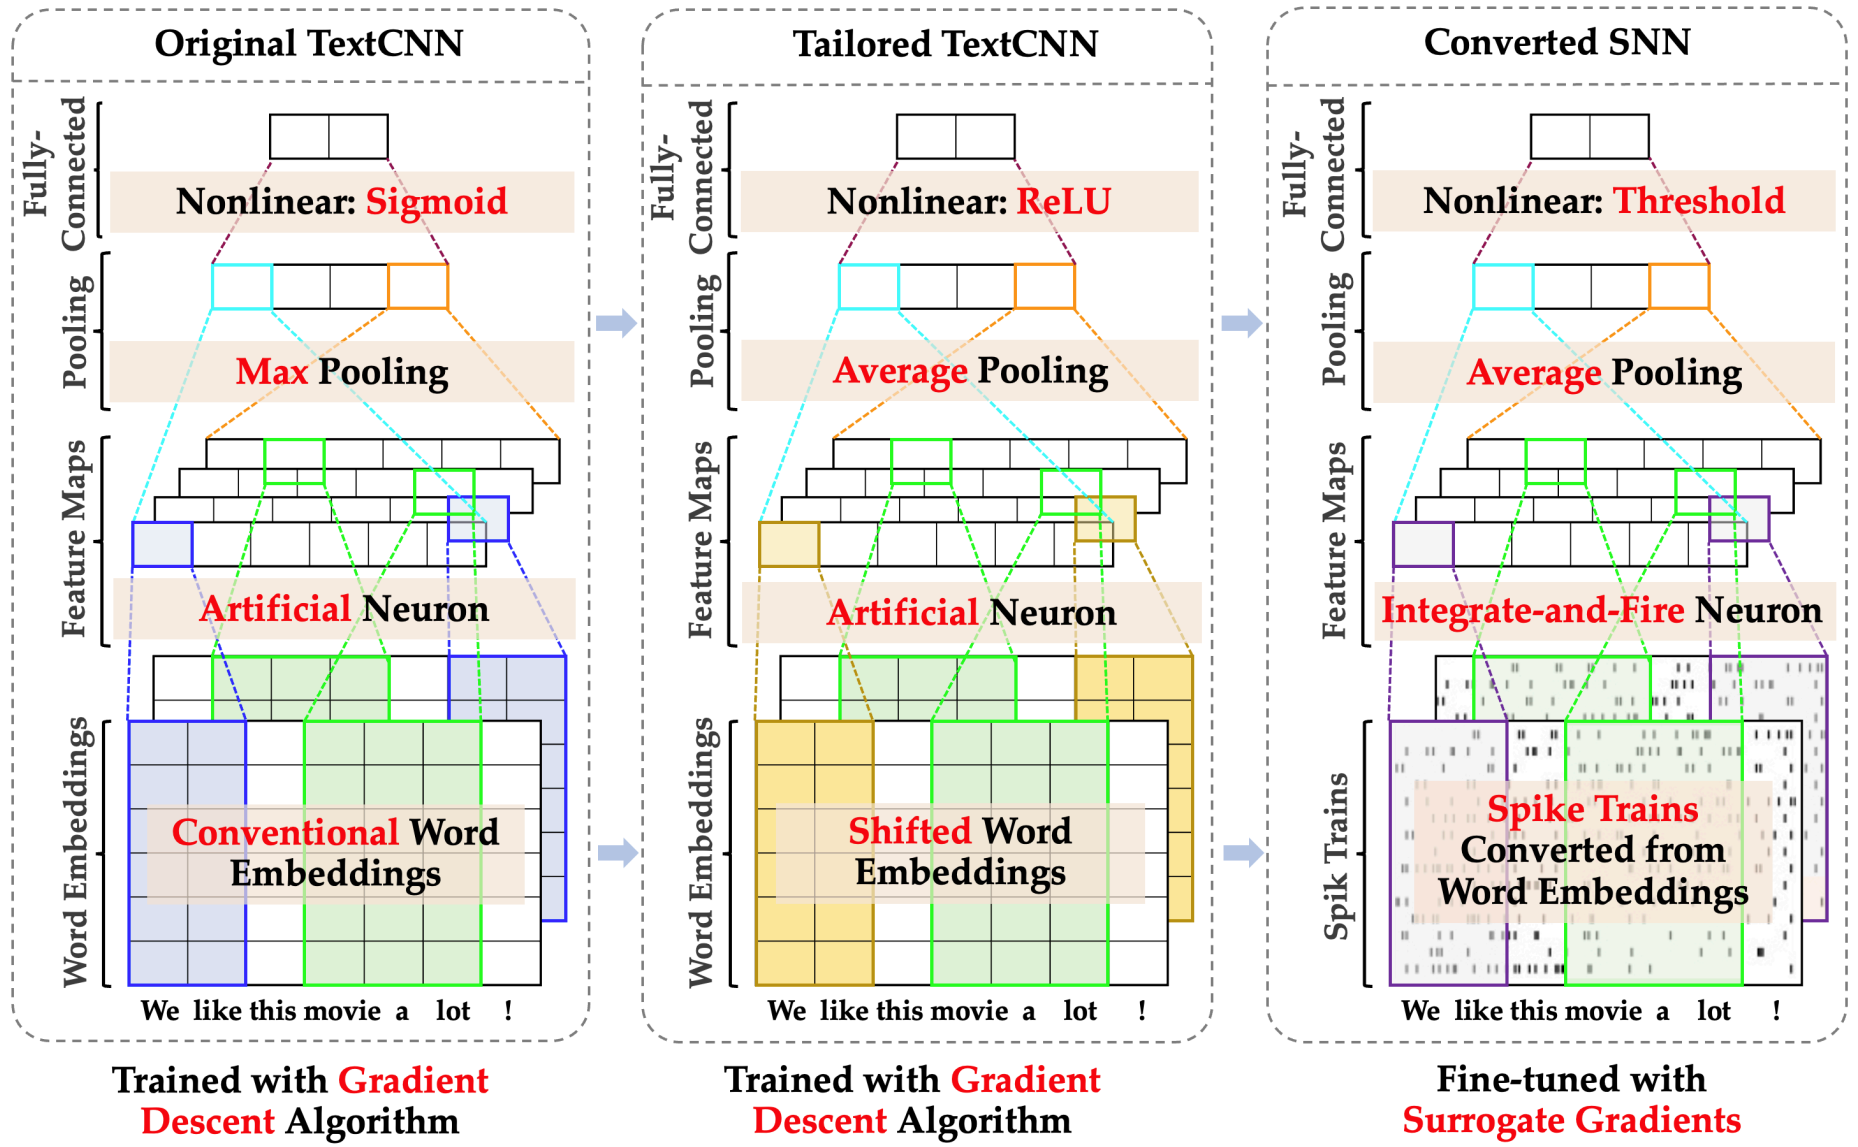 Original TextCNN
Fully-
Connected
Nonlinear: Sigmoid
Pooling
Max Pooling
Feature Maps
Artificial Neuron
Word Embeddings
Conventional Word
Embeddings
We like this movie a lot !
Trained with Gradient
Descent Algorithm
Tailored TextCNN
Fully-
Connected
Nonlinear: ReLU
Pooling
Average Pooling
Feature Maps
Artificial Neuron
Word Embeddings
Shifted Word
Embeddings
We like this movie a lot !
Trained with Gradient
Descent Algorithm
Converted SNN
Fully-
Connected
Nonlinear: Threshold
Pooling
Average Pooling
Feature Maps
Integrate-and-Fire Neuron
Spik Trains
Spike Trains
Converted from
Word Embeddings
We like this movie a lot !
Fine-tuned with
Surrogate Gradients